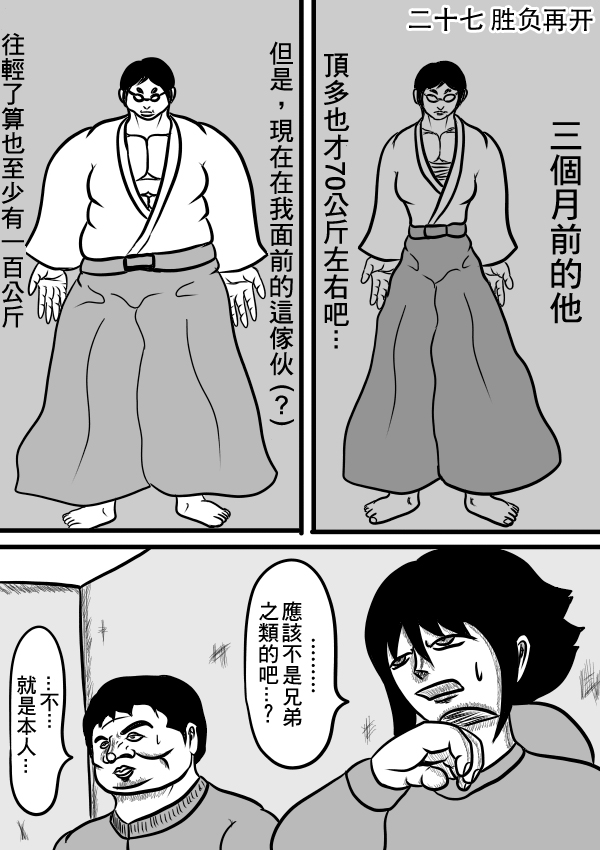 二十七 胜负再开
三個月前的他
頂多也才70公斤左右吧…
但是，現在在我面前的這傢伙(?)
往輕了算也至少有一百公斤
………
應該不是兄弟
之類的吧…?
…不…
就是本人…